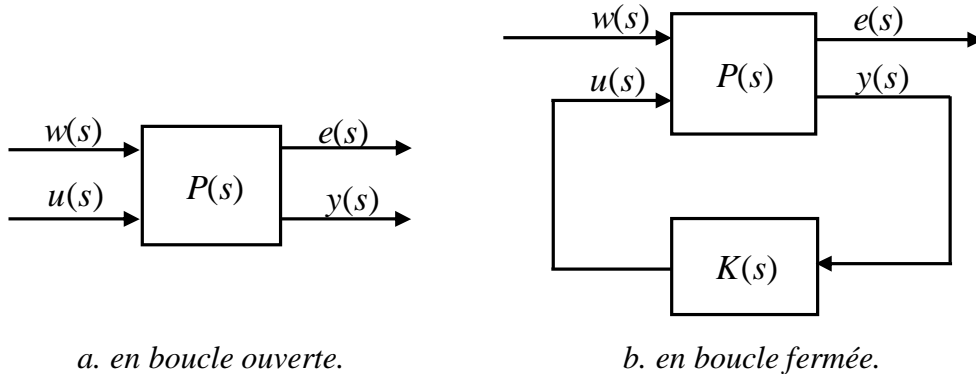 w(s)
e(s)
u(s)
P(s)
y(s)
a. en boucle ouverte.
w(s)
e(s)
P(s)
u(s)
y(s)
K(s)
b. en boucle fermée.